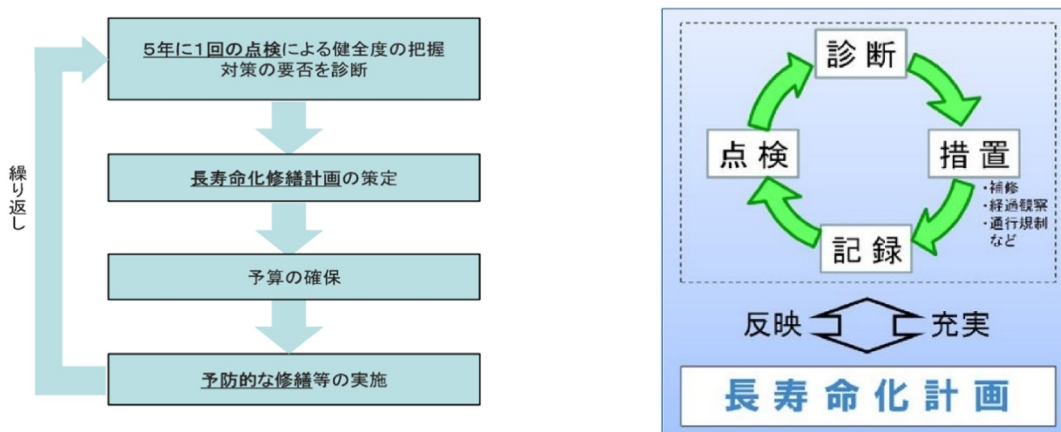 5年に1回の点検による健全度の把握
対策の要否を診断
長寿命化修繕計画の策定
予算の確保
予防的な修繕等の実施
繰り返し
診断
措置
・補修
・経過観察
・通行規制
など
記録
点検
反映
充実
長寿命化計画